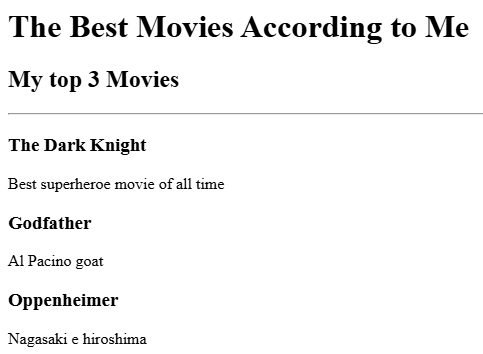 The Best Movies According to Me
My top 3 Movies
The Dark Knight
Best superheroe movie of all time
Godfather
Al Pacino goat
Oppenheimer
Nagasaki e hiroshima